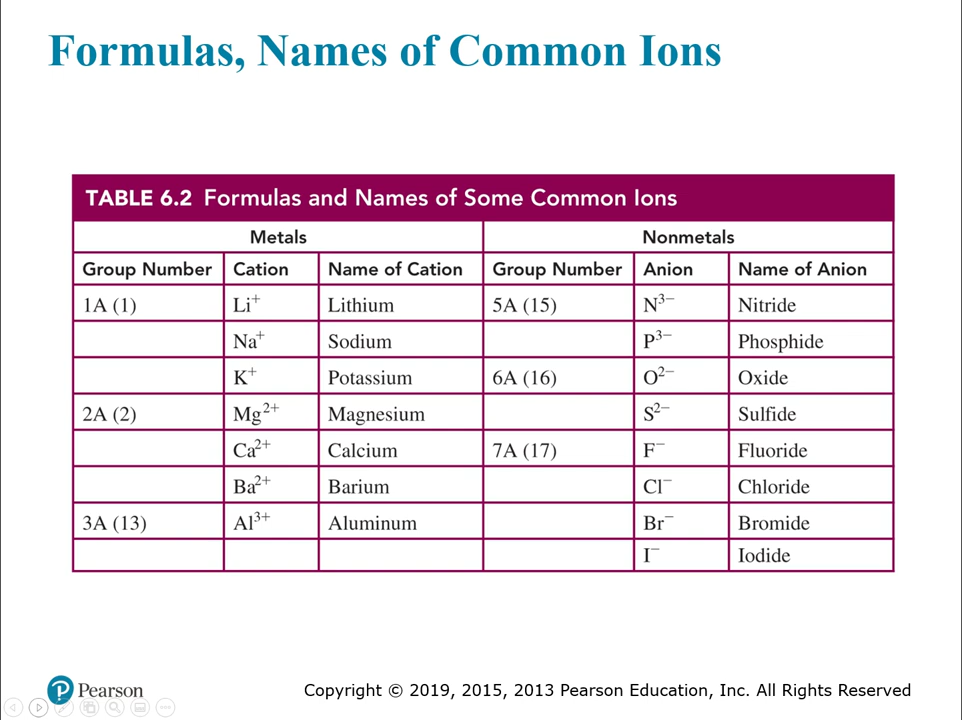 Formulas, Names of Common Ions
TABLE 6.2 Formulas and Names of Some Common Ions
Metals Nonmetals
Group Number Cation Name of Cation Group Number Anion Name of Anion
1A (1) Li⁺ Lithium 5A (15) N³⁻ Nitride
Na⁺ Sodium P³⁻ Phosphide
K⁺ Potassium 6A (16) O²⁻ Oxide
2A (2) Mg²⁺ Magnesium S²⁻ Sulfide
Ca²⁺ Calcium 7A (17) F⁻ Fluoride
Ba²⁺ Barium Cl⁻ Chloride
3A (13) Al³⁺ Aluminum Br⁻ Bromide
I⁻ Iodide
P Pearson Copyright © 2019, 2015, 2013 Pearson Education, Inc. All Rights Reserved